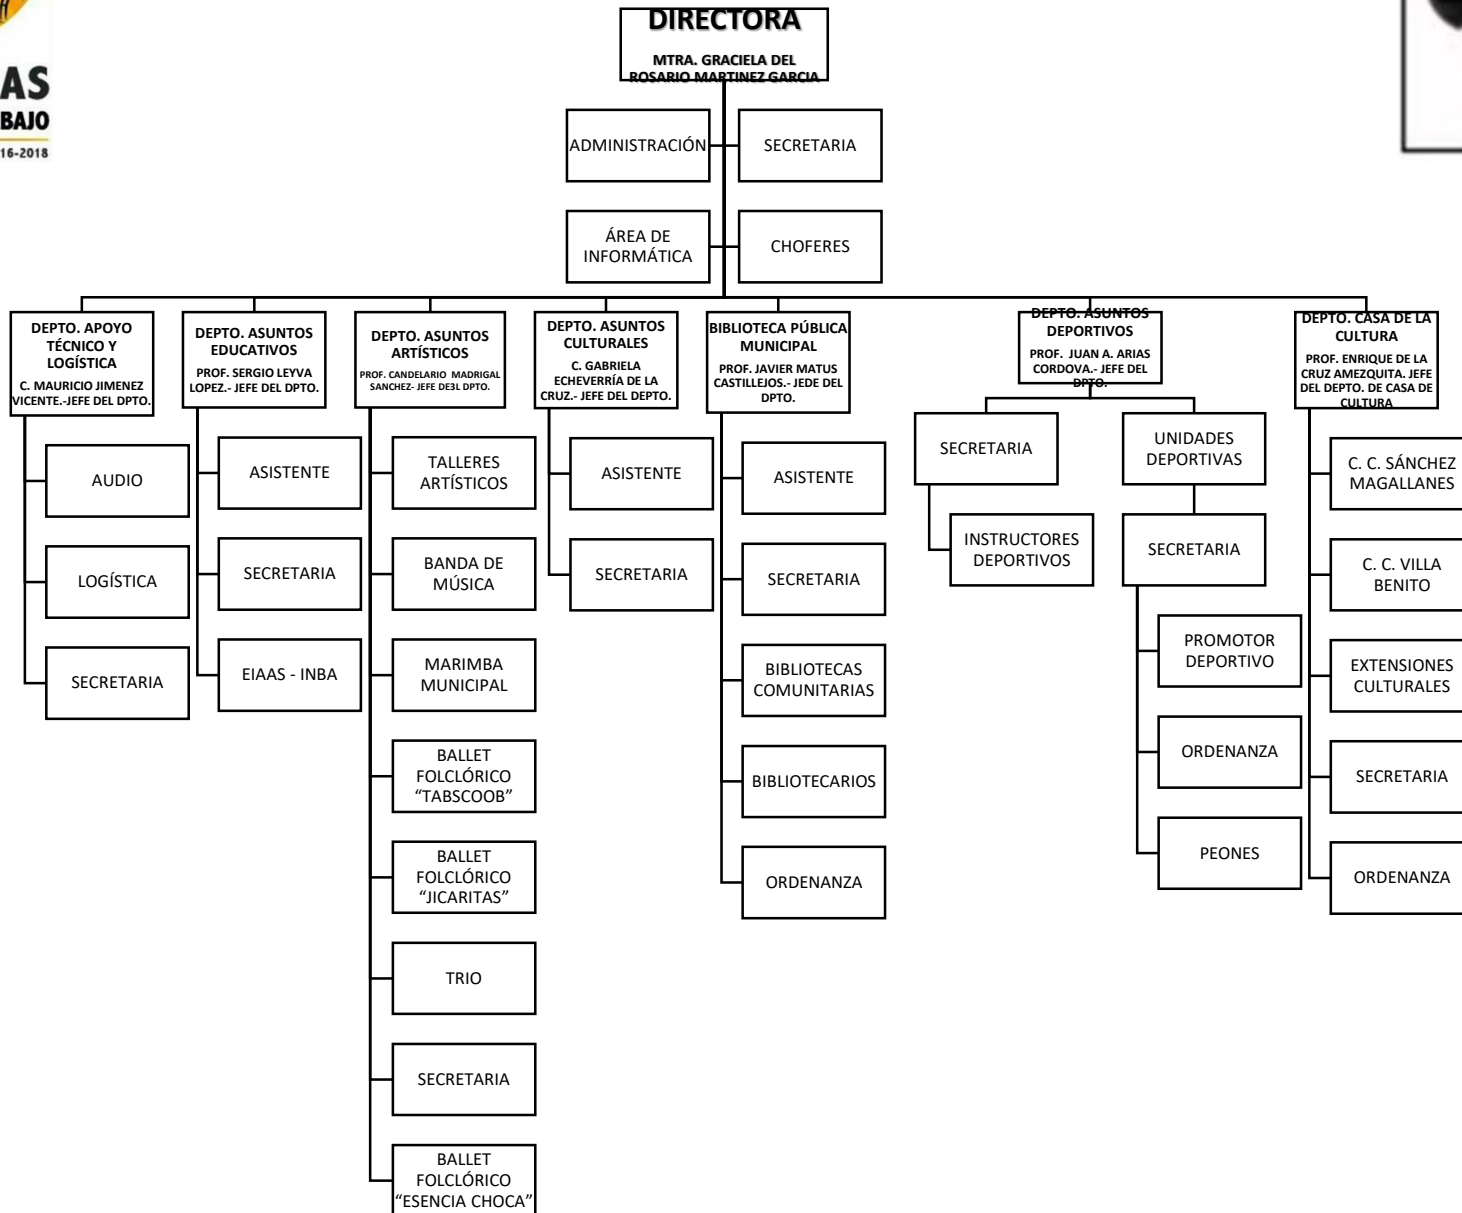 AS
BAJO
16-2018
DIRECTORA
MTRA. GRACIELA DEL
ROSARIO MARTINEZ GARCIA
ADMINISTRACIÓN
SECRETARIA
ÁREA DE
INFORMÁTICA
CHOFERES
DEPTO. APOYO
TÉCNICO Y
LOGÍSTICA
C. MAURICIO JIMENEZ
VICENTE.-JEFE DEL DPTO.
AUDIO
LOGÍSTICA
SECRETARIA
DEPTO. ASUNTOS
EDUCATIVOS
PROF. SERGIO LEYVA
LOPEZ.- JEFE DEL DPTO.
ASISTENTE
SECRETARIA
EIAAS - INBA
DEPTO. ASUNTOS
ARTÍSTICOS
PROF. CANDELARIO MADRIGAL
SANCHEZ- JEFE DE3L DPTO.
TALLERES
ARTÍSTICOS
BANDA DE
MÚSICA
MARIMBA
MUNICIPAL
BALLET
FOLCLÓRICO
“TABSCOOB”
BALLET
FOLCLÓRICO
“JICARITAS”
TRIO
SECRETARIA
BALLET
FOLCLÓRICO
“ESENCIA CHOCA”
DEPTO. ASUNTOS
CULTURALES
C. GABRIELA
ECHEVERRÍA DE LA
CRUZ.- JEFE DEL DEPTO.
ASISTENTE
SECRETARIA
BIBLIOTECA PÚBLICA
MUNICIPAL
PROF. JAVIER MATUS
CASTILLEJOS.- JEDE DEL
DPTO.
ASISTENTE
SECRETARIA
BIBLIOTECAS
COMUNITARIAS
BIBLIOTECARIOS
ORDENANZA
DEPTO. ASUNTOS
DEPORTIVOS
PROF. JUAN A. ARIAS
CORDOVA.- JEFE DEL
DPTO.
SECRETARIA
INSTRUCTORES
DEPORTIVOS
UNIDADES
DEPORTIVAS
SECRETARIA
PROMOTOR
DEPORTIVO
ORDENANZA
PEONES
DEPTO. CASA DE LA
CULTURA
PROF. ENRIQUE DE LA
CRUZ AMEZQUITA. JEFE
DEL DEPTO. DE CASA DE
CULTURA
C. C. SÁNCHEZ
MAGALLANES
C. C. VILLA
BENITO
EXTENSIONES
CULTURALES
SECRETARIA
ORDENANZA